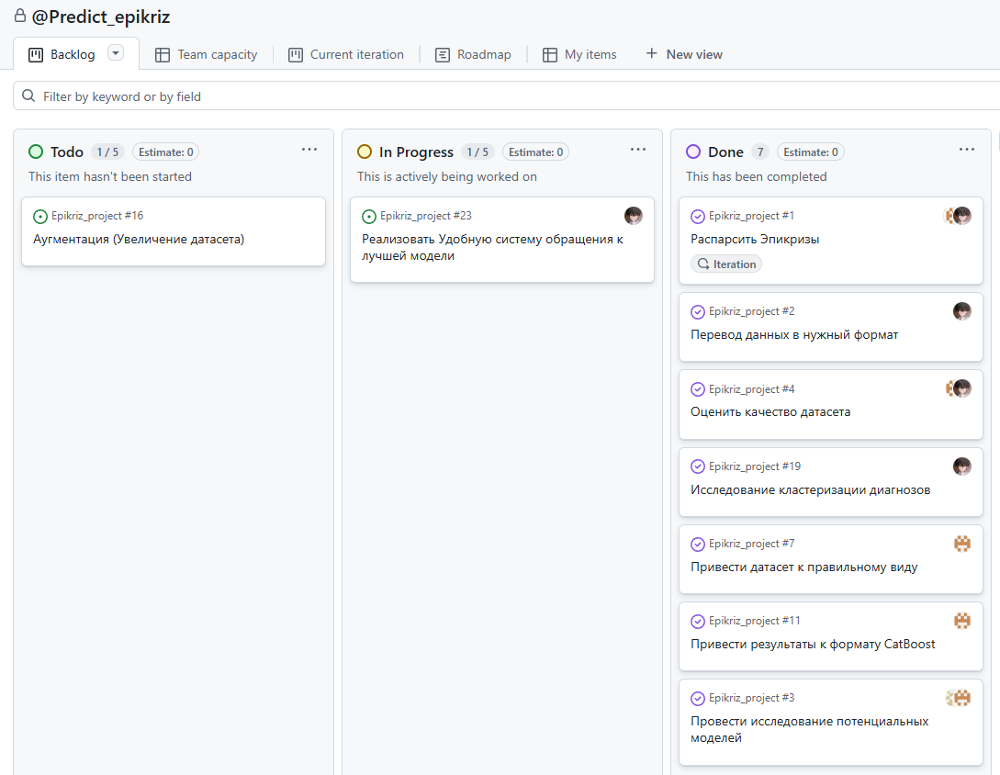 @Predict_epikriz
Backlog
Team capacity
Current iteration
Roadmap
My items
New view
Filter by keyword or by field
Todo 1 / 5 Estimate: 0
This item hasn't been started
Epikriz_project #16
Аугментация (Увеличение датасета)
In Progress 1 / 5 Estimate: 0
This is actively being worked on
Epikriz_project #23
Реализовать Удобную систему обращения к
лучшей модели
Done 7 Estimate: 0
This has been completed
Epikriz_project #1
Распарсить Эпикризы
Iteration
Epikriz_project #2
Перевод данных в нужный формат
Epikriz_project #4
Оценить качество датасета
Epikriz_project #19
Исследование кластеризации диагнозов
Epikriz_project #7
Привести датасет к правильному виду
Epikriz_project #11
Привести результаты к формату CatBoost
Epikriz_project #3
Провести исследование потенциальных
моделей